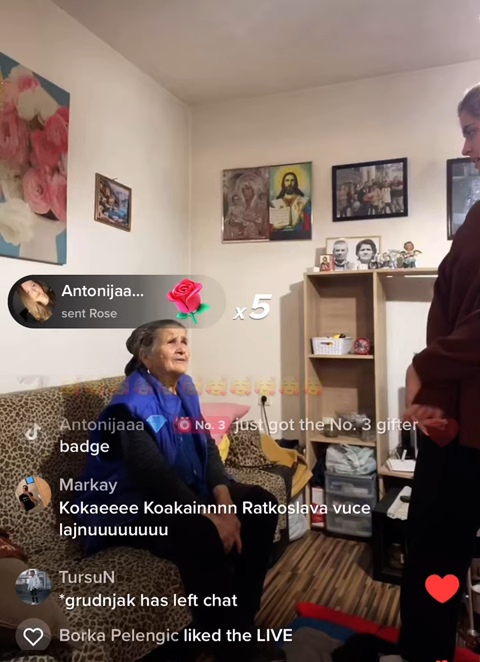 Antonijaa...
sent Rose
x5
Antonijaaa No. 3 just got the No. 3 gifter
badge
Markay
Kokaeeee Koakainnnn Ratkoslava vuce
lajnuuuuuuuu
TursuN
*grudnjak has left chat
Borka Pelengic liked the LIVE